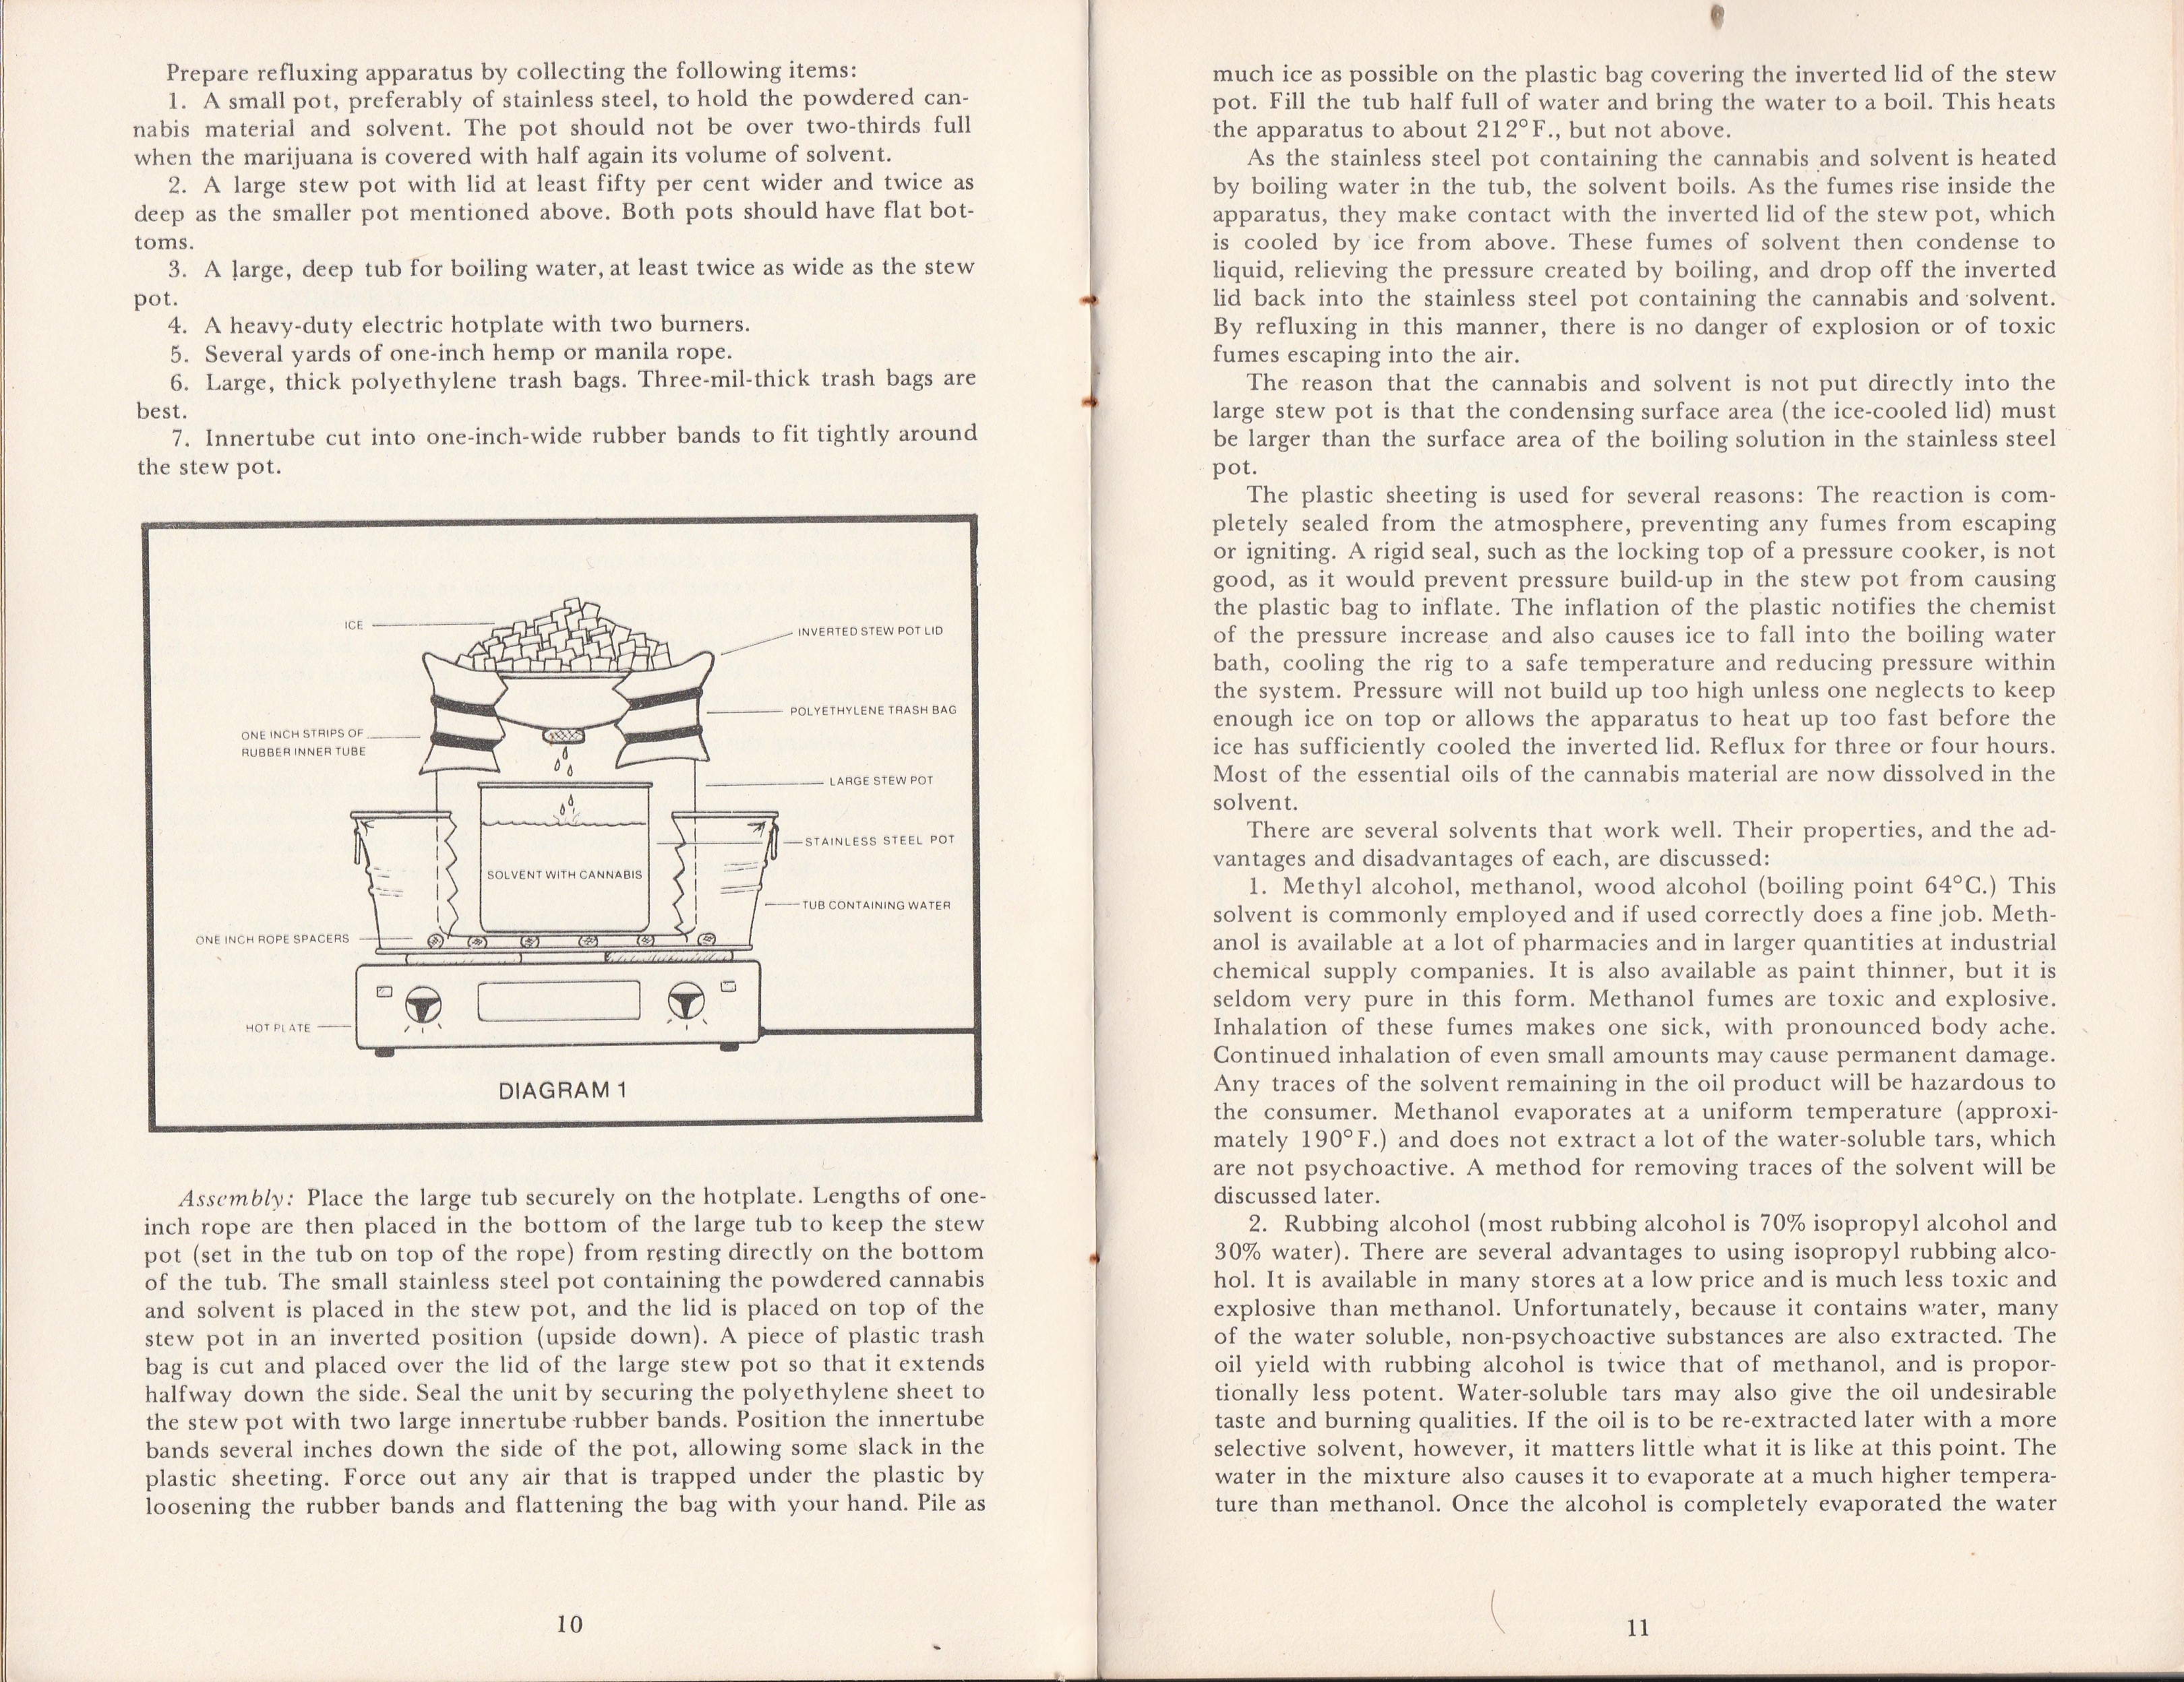 Prepare refluxing apparatus by collecting the following items:
1. A small pot, preferably of stainless steel, to hold the powdered can-
nabis material and solvent. The pot should not be over two-thirds full
when the marijuana is covered with half again its volume of solvent.
2. A large stew pot with lid at least fifty per cent wider and twice as
deep as the smaller pot mentioned above. Both pots should have flat bot-
toms.
3. A large, deep tub for boiling water, at least twice as wide as the stew
pot.
4. A heavy-duty electric hotplate with two burners.
5. Several yards of one-inch hemp or manila rope.
6. Large, thick polyethylene trash bags. Three-mil-thick trash bags are
best.
7. Innertube cut into one-inch-wide rubber bands to fit tightly around
the stew pot.
ICE
INVERTED STEW POT LID
POLYETHYLENE TRASH BAG
ONE INCH STRIPS OF
RUBBER INNER TUBE
LARGE STEW POT
STAINLESS STEEL POT
SOLVENT WITH CANNABIS
TUB CONTAINING WATER
ONE INCH ROPE SPACERS
HOT PLATE
DIAGRAM 1
Assembly: Place the large tub securely on the hotplate. Lengths of one-
inch rope are then placed in the bottom of the large tub to keep the stew
pot (set in the tub on top of the rope) from resting directly on the bottom
of the tub. The small stainless steel pot containing the powdered cannabis
and solvent is placed in the stew pot, and the lid is placed on top of the
stew pot in an inverted position (upside down). A piece of plastic trash
bag is cut and placed over the lid of the large stew pot so that it extends
halfway down the side. Seal the unit by securing the polyethylene sheet to
the stew pot with two large innertube rubber bands. Position the innertube
bands several inches down the side of the pot, allowing some slack in the
plastic sheeting. Force out any air that is trapped under the plastic by
loosening the rubber bands and flattening the bag with your hand. Pile as
10
much ice as possible on the plastic bag covering the inverted lid of the stew
pot. Fill the tub half full of water and bring the water to a boil. This heats
the apparatus to about 212°F., but not above.
As the stainless steel pot containing the cannabis and solvent is heated
by boiling water in the tub, the solvent boils. As the fumes rise inside the
apparatus, they make contact with the inverted lid of the stew pot, which
is cooled by ice from above. These fumes of solvent then condense to
liquid, relieving the pressure created by boiling, and drop off the inverted
lid back into the stainless steel pot containing the cannabis and solvent.
By refluxing in this manner, there is no danger of explosion or of toxic
fumes escaping into the air.
The reason that the cannabis and solvent is not put directly into the
large stew pot is that the condensing surface area (the ice-cooled lid) must
be larger than the surface area of the boiling solution in the stainless steel
pot.
The plastic sheeting is used for several reasons: The reaction is com-
pletely sealed from the atmosphere, preventing any fumes from escaping
or igniting. A rigid seal, such as the locking top of a pressure cooker, is not
good, as it would prevent pressure build-up in the stew pot from causing
the plastic bag to inflate. The inflation of the plastic notifies the chemist
of the pressure increase and also causes ice to fall into the boiling water
bath, cooling the rig to a safe temperature and reducing pressure within
the system. Pressure will not build up too high unless one neglects to keep
enough ice on top or allows the apparatus to heat up too fast before the
ice has sufficiently cooled the inverted lid. Reflux for three or four hours.
Most of the essential oils of the cannabis material are now dissolved in the
solvent.
There are several solvents that work well. Their properties, and the ad-
vantages and disadvantages of each, are discussed:
1. Methyl alcohol, methanol, wood alcohol (boiling point 64°C.) This
solvent is commonly employed and if used correctly does a fine job. Meth-
anol is available at a lot of pharmacies and in larger quantities at industrial
chemical supply companies. It is also available as paint thinner, but it is
seldom very pure in this form. Methanol fumes are toxic and explosive.
Inhalation of these fumes makes one sick, with pronounced body ache.
Continued inhalation of even small amounts may cause permanent damage.
Any traces of the solvent remaining in the oil product will be hazardous to
the consumer. Methanol evaporates at a uniform temperature (approxi-
mately 190°F.) and does not extract a lot of the water-soluble tars, which
are not psychoactive. A method for removing traces of the solvent will be
discussed later.
2. Rubbing alcohol (most rubbing alcohol is 70% isopropyl alcohol and
30% water). There are several advantages to using isopropyl rubbing alco-
hol. It is available in many stores at a low price and is much less toxic and
explosive than methanol. Unfortunately, because it contains water, many
of the water soluble, non-psychoactive substances are also extracted. The
oil yield with rubbing alcohol is twice that of methanol, and is propor-
tionally less potent. Water-soluble tars may also give the oil undesirable
taste and burning qualities. If the oil is to be re-extracted later with a more
selective solvent, however, it matters little what it is like at this point. The
water in the mixture also causes it to evaporate at a much higher tempera-
ture than methanol. Once the alcohol is completely evaporated the water
11